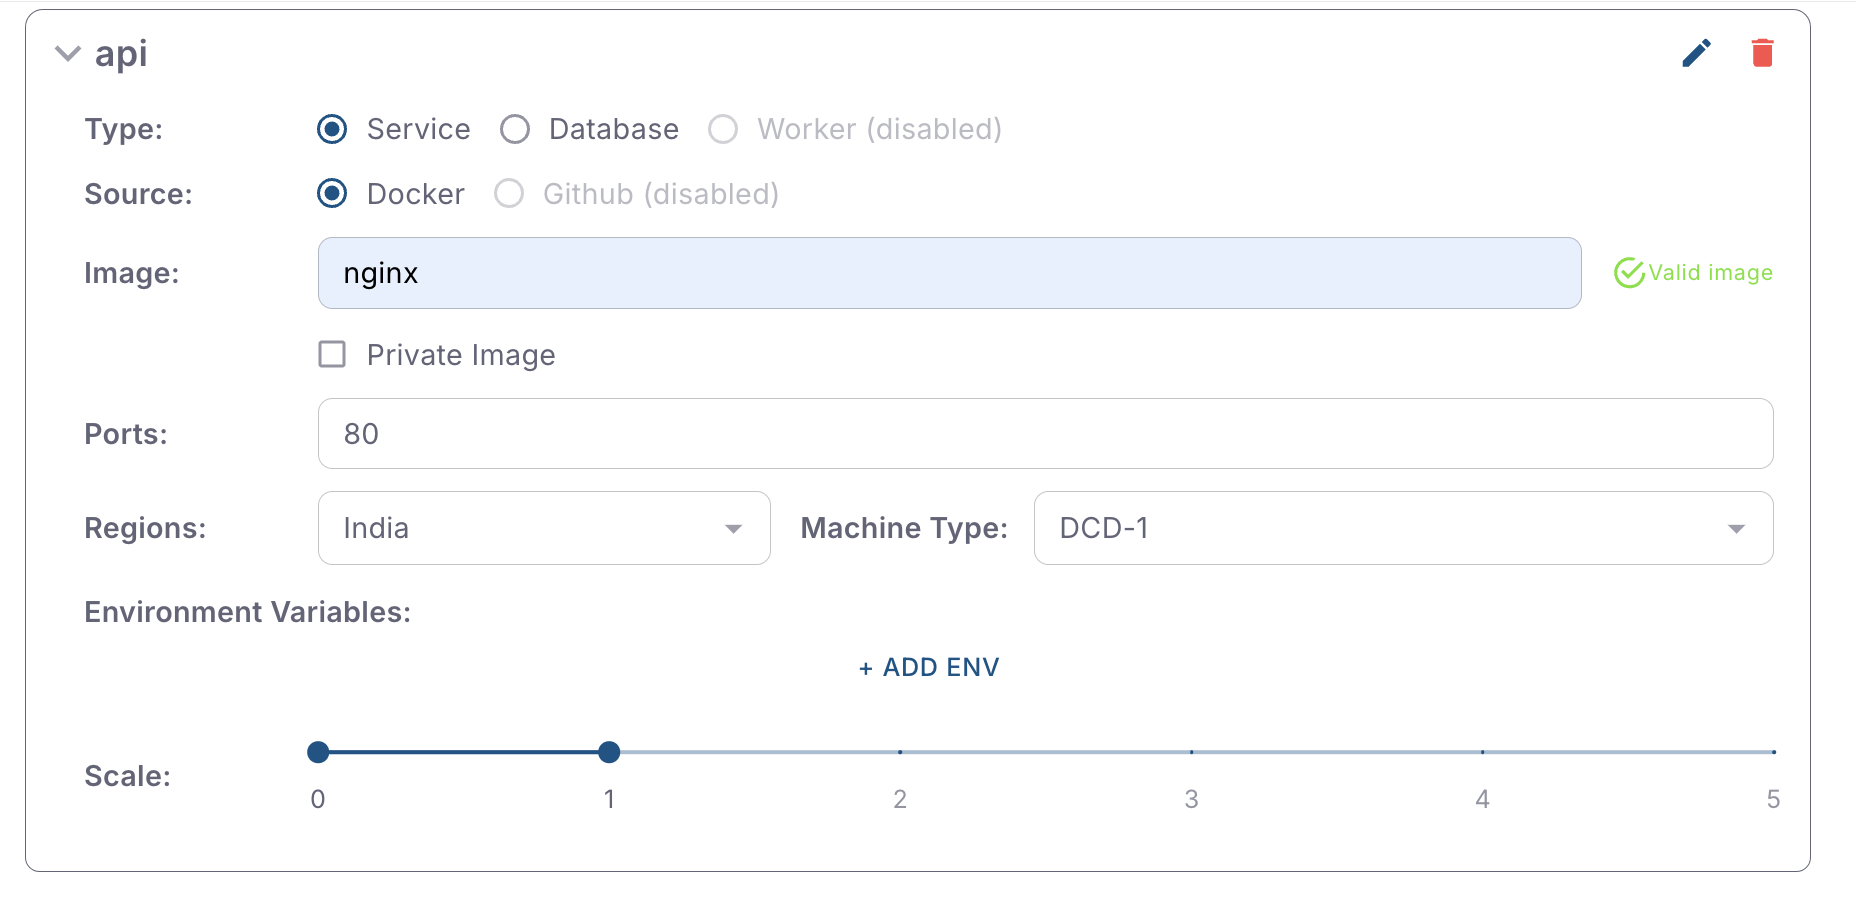 api
Type: Service Database Worker (disabled)
Source: Docker Github (disabled)
Image: nginx Valid image
Private Image
Ports: 80
Regions: India Machine Type: DCD-1
Environment Variables:
+ ADD ENV
Scale:
0 1 2 3 4 5